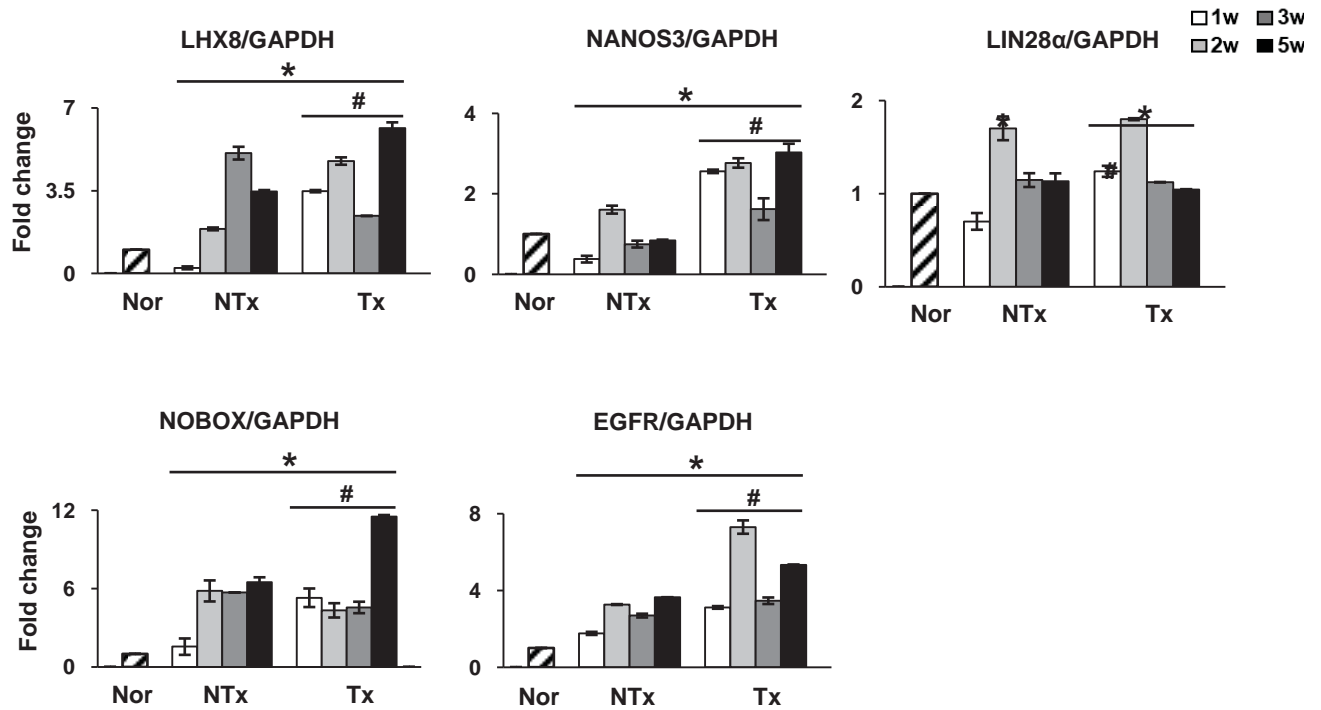 1w 3w
2w 5w
LHX8/GAPDH
*
#
Fold change
7
3.5
0
Nor NTx Tx
NANOS3/GAPDH
*
#
4
2
0
Nor NTx Tx
LIN28α/GAPDH
* *
#
2
1
0
Nor NTx Tx
NOBOX/GAPDH
*
#
Fold change
12
6
0
Nor NTx Tx
EGFR/GAPDH
*
#
8
4
0
Nor NTx Tx